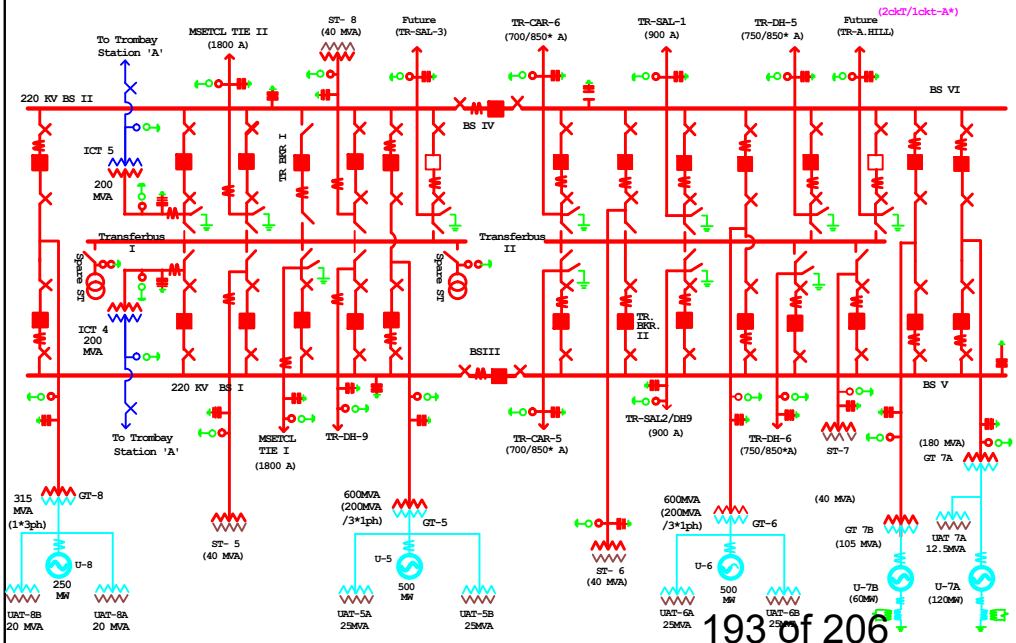 (2ckT/1ckt-A*)
To Trombay
Station 'A'
MSETCL TIE II
(1800 A)
ST- 8
(40 MVA)
Future
(TR-SAL-3)
TR-CAR-6
(700/850* A)
TR-SAL-1
(900 A)
TR-DH-5
(750/850* A)
Future
(TR-A.HILL)
220 KV BS II
BS IV
BS VI
ICT 5
200
MVA
TR BKR I
Transferbus
I
Transferbus
II
Spare ST
Spare ST
ICT 4
200
MVA
TR.
BKR.
II
BSIII
220 KV BS I
BS V
To Trombay
Station 'A'
MSETCL
TIE I
(1800 A)
TR-DH-9
TR-CAR-5
(700/850* A)
TR-SAL2/DH9
(900 A)
TR-DH-6
(750/850*A)
ST-7
(40 MVA)
(180 MVA)
GT 7A
315
MVA
(1*3ph)
GT-8
ST- 5
(40 MVA)
600MVA
(200MVA
/3*1ph)
GT-5
ST- 6
(40 MVA)
600MVA
(200MVA
/3*1ph)
GT-6
GT 7B
(105 MVA)
UAT 7A
12.5MVA
U-8
250
MW
U-5
500
MW
U-6
500
MW
U-7B
(60MW)
U-7A
(120MW)
UAT-8B
20 MVA
UAT-8A
20 MVA
UAT-5A
25MVA
UAT-5B
25MVA
UAT-6A
25MVA
UAT-6B
25MVA
193 of 206